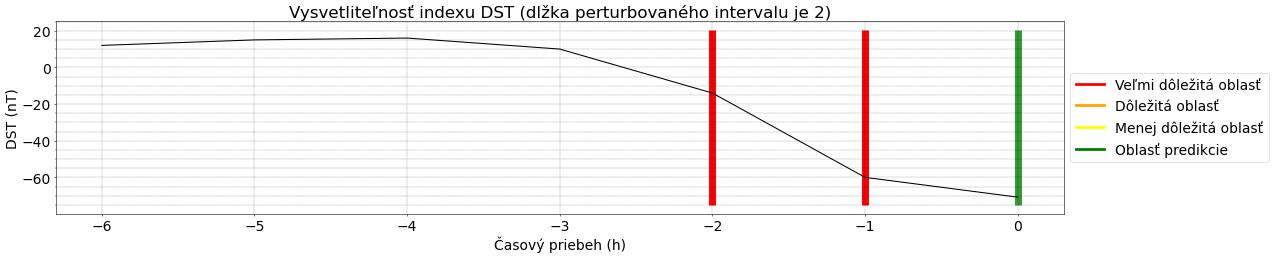 Vysvetliteľnosť indexu DST (dĺžka perturbovaného intervalu je 2)
DST (nT)
20
0
−20
−40
−60
−6
−5
−4
−3
−2
−1
0
Časový priebeh (h)
Veľmi dôležitá oblasť
Dôležitá oblasť
Menej dôležitá oblasť
Oblasť predikcie